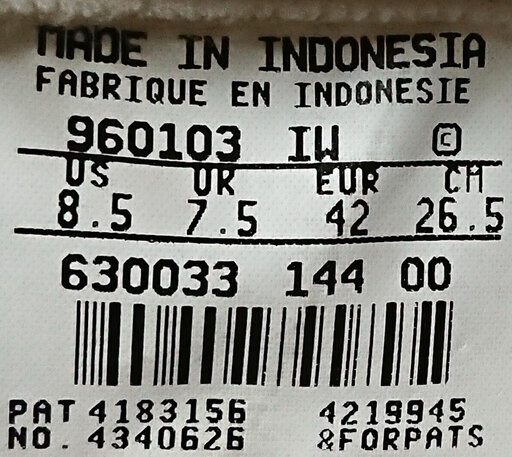 MADE IN INDONESIA
FABRIQUE EN INDONESIE
960103 IW ©
US UK EUR CM
8.5 7.5 42 26.5
630033 144 00
PAT 4183156 4219945
NO. 4340626 &FORPATS